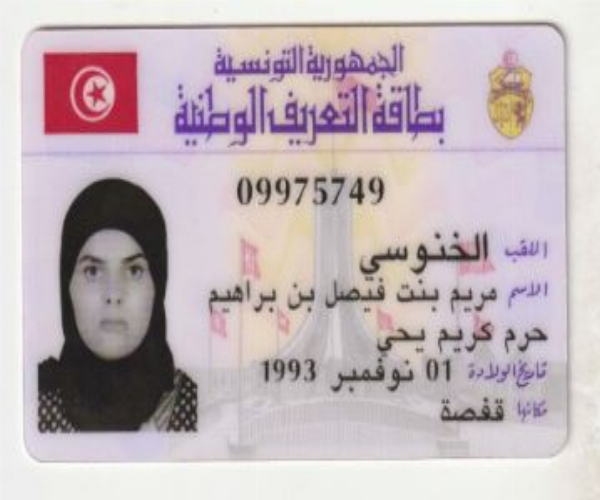 الجمهورية التونسية
بطاقة التعريف الوطنية
09975749
اللقب الخنوسي
الاسم مريم بنت فيصل بن براهيم
حرم كريم يحي
تاريخ الولادة 01 نوفمبر 1993
مكانها قفصة